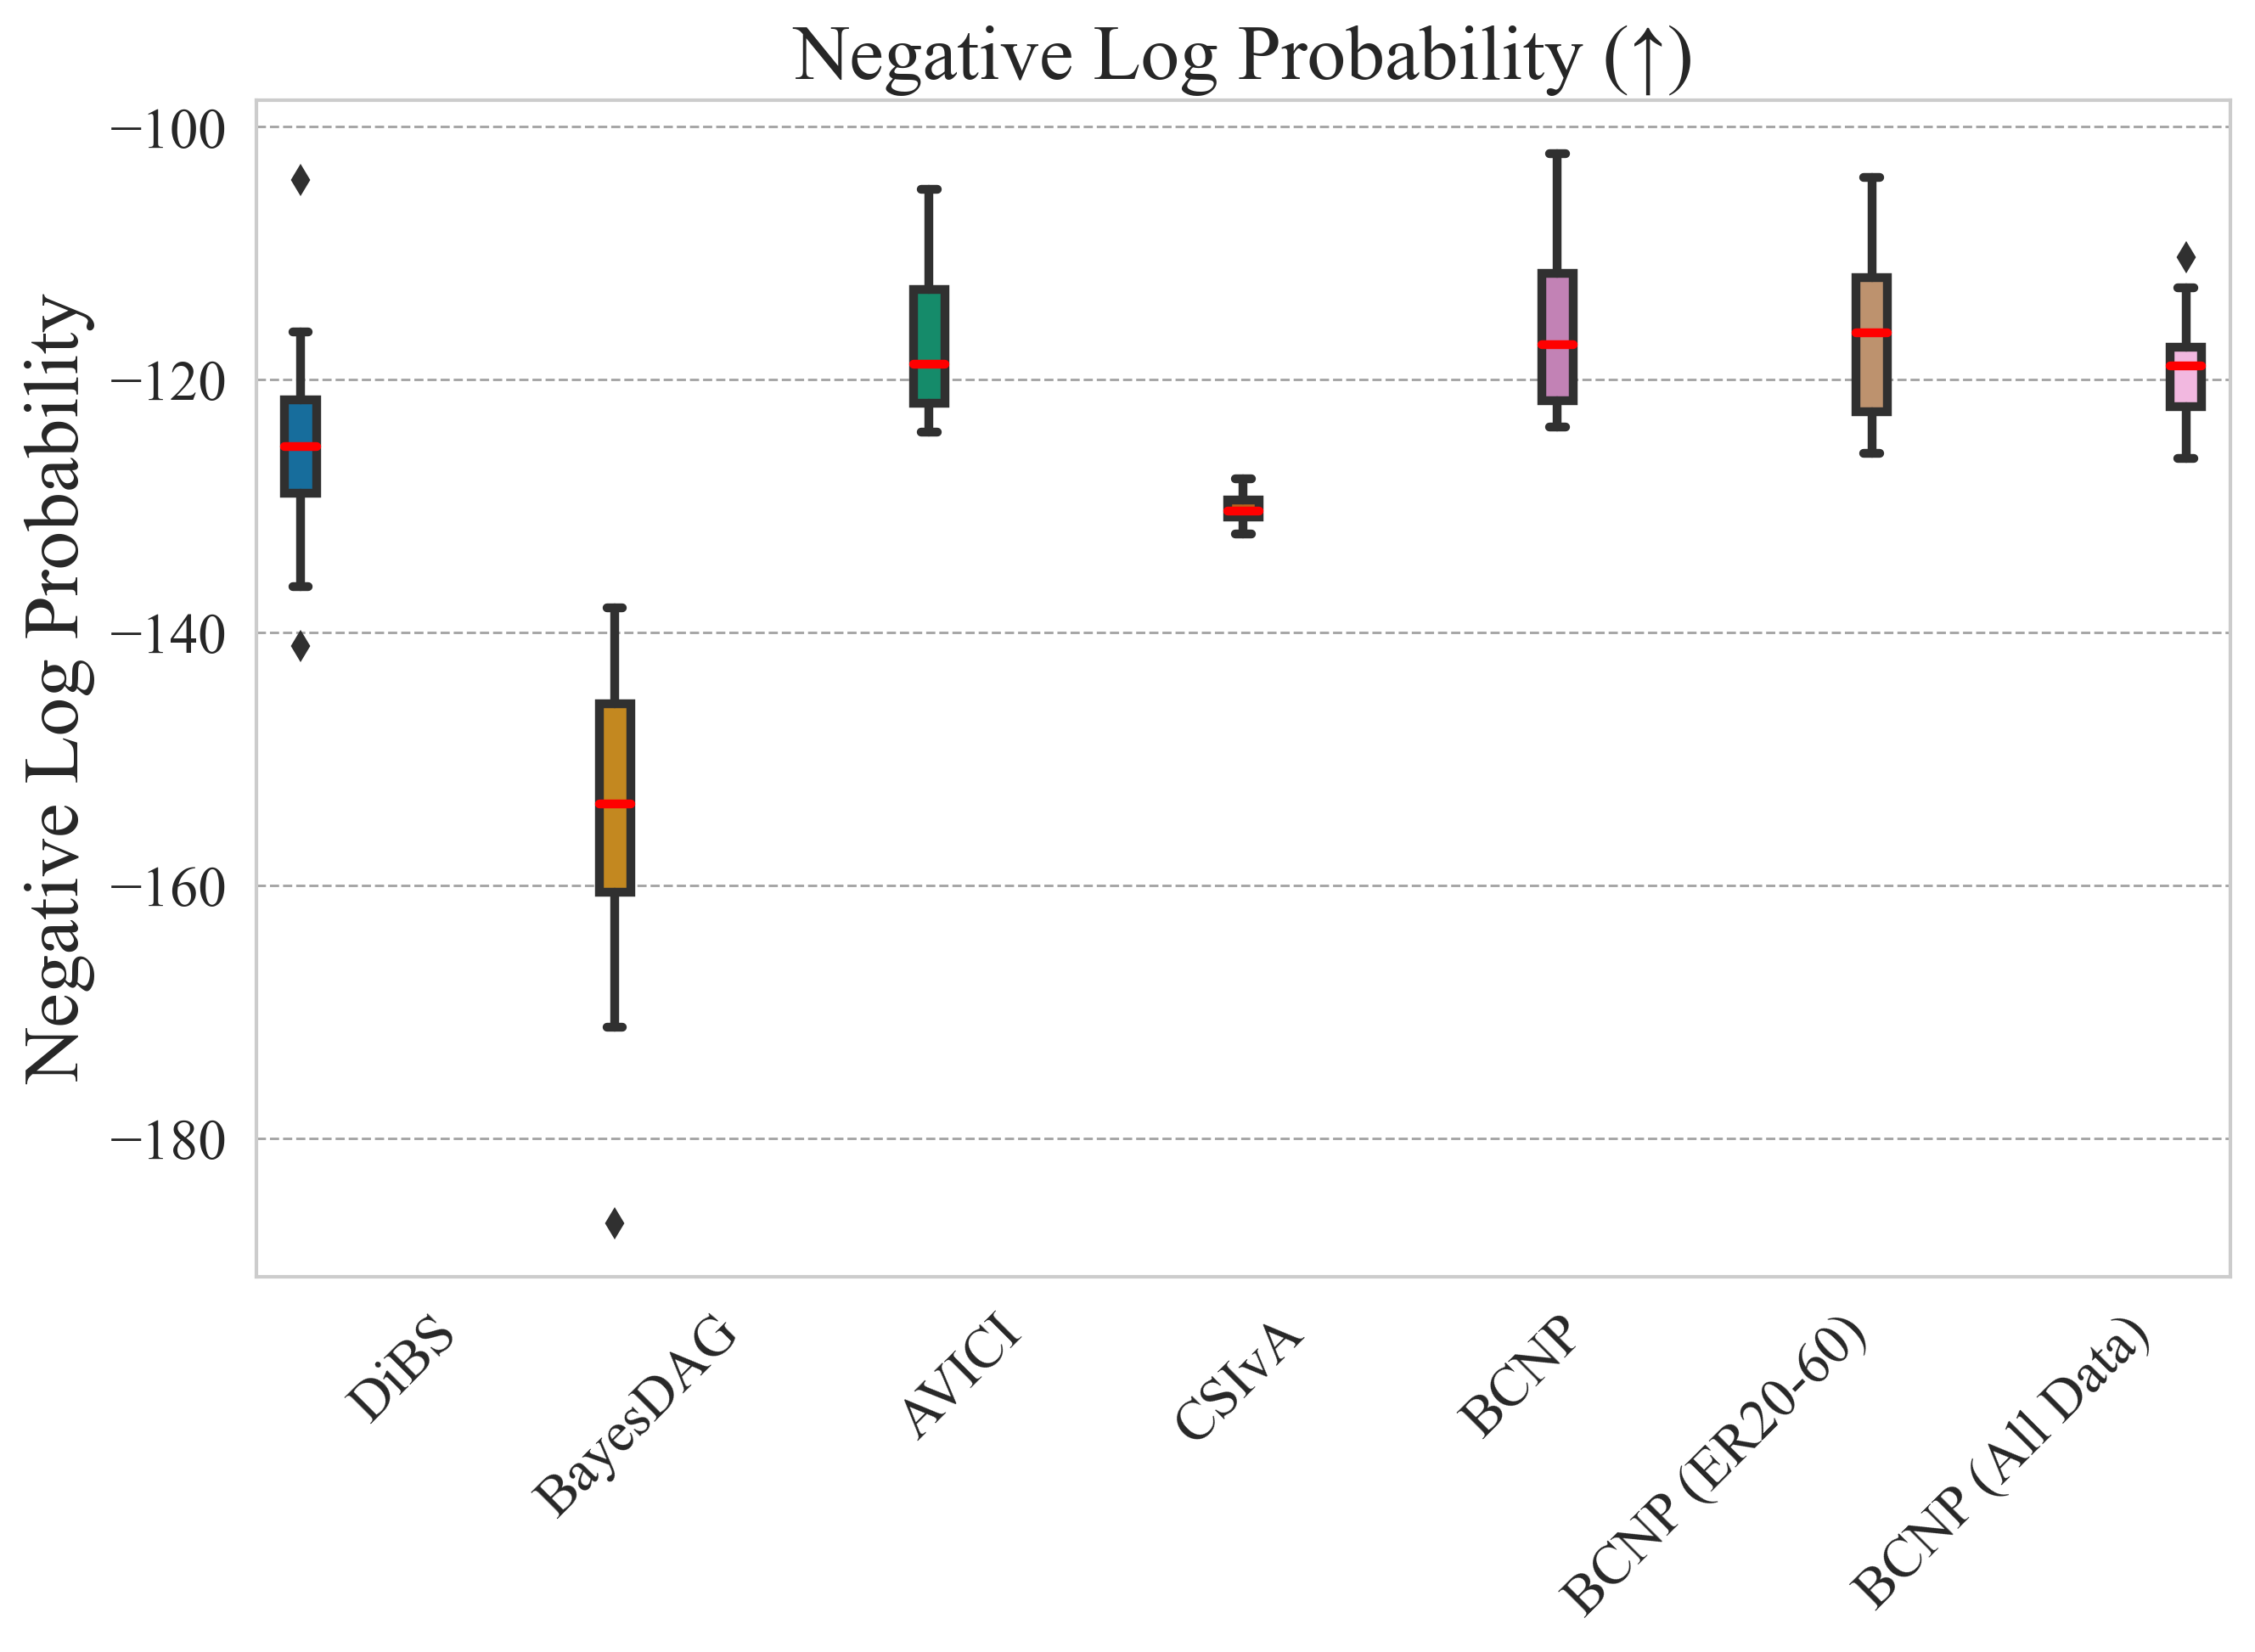 Negative Log Probability (↑)
Negative Log Probability
−100
−120
−140
−160
−180
DiBS
BayesDAG
AVICI
CSIvA
BCNP
BCNP (ER20-60)
BCNP (All Data)